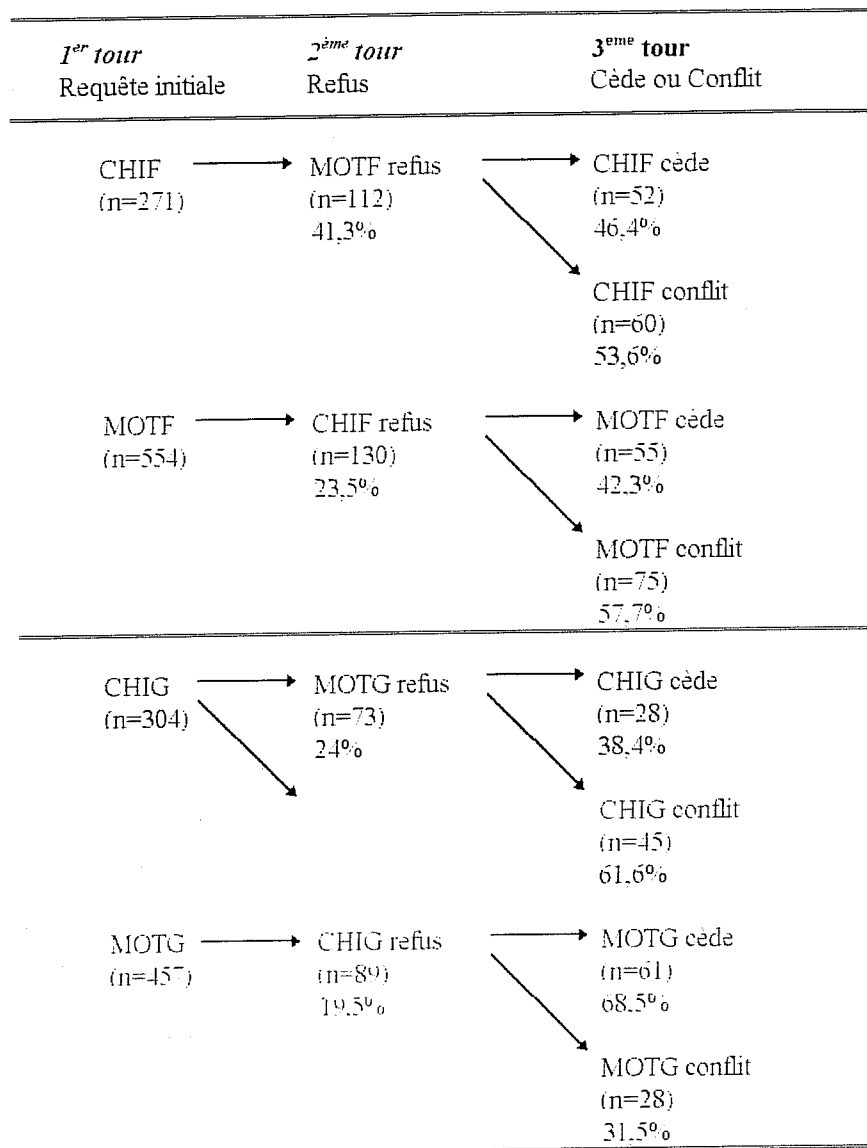 1er tour 2ème tour 3eme tour
Requête initiale Refus Cède ou Conflit
CHIF MOTF refus CHIF cède
(n=271) (n=112) (n=52)
41,3% 46,4%
CHIF conflit
(n=60)
53,6%
MOTF CHIF refus MOTF cède
(n=554) (n=130) (n=55)
23,5% 42,3%
MOTF conflit
(n=75)
57,7%
CHIG MOTG refus CHIG cède
(n=304) (n=73) (n=28)
24% 38,4%
CHIG conflit
(n=45)
61,6%
MOTG CHIG refus MOTG cède
(n=457) (n=89) (n=61)
19,5% 68,5%
MOTG conflit
(n=28)
31,5%